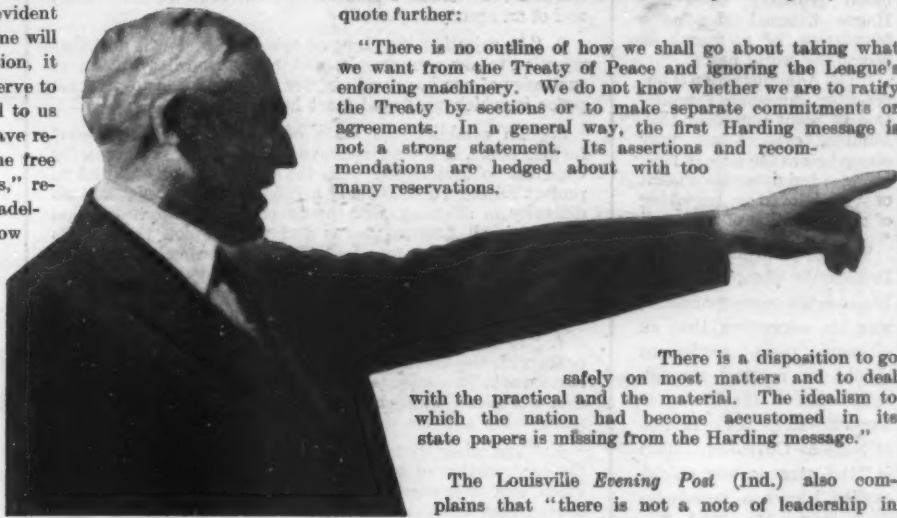 evident
ne will
sion, it
erve to
l to us
ave re-
ne free
s," re-
adel-
ow
quote further:
"There is no outline of how we shall go about taking what
we want from the Treaty of Peace and ignoring the League's
enforcing machinery. We do not know whether we are to ratify
the Treaty by sections or to make separate commitments or
agreements. In a general way, the first Harding message is
not a strong statement. Its assertions and recom-
mendations are hedged about with too
many reservations.
There is a disposition to go
safely on most matters and to deal
with the practical and the material. The idealism to
which the nation had become accustomed in its
state papers is missing from the Harding message."
The Louisville Evening Post (Ind.) also com-
plains that "there is not a note of leadership in